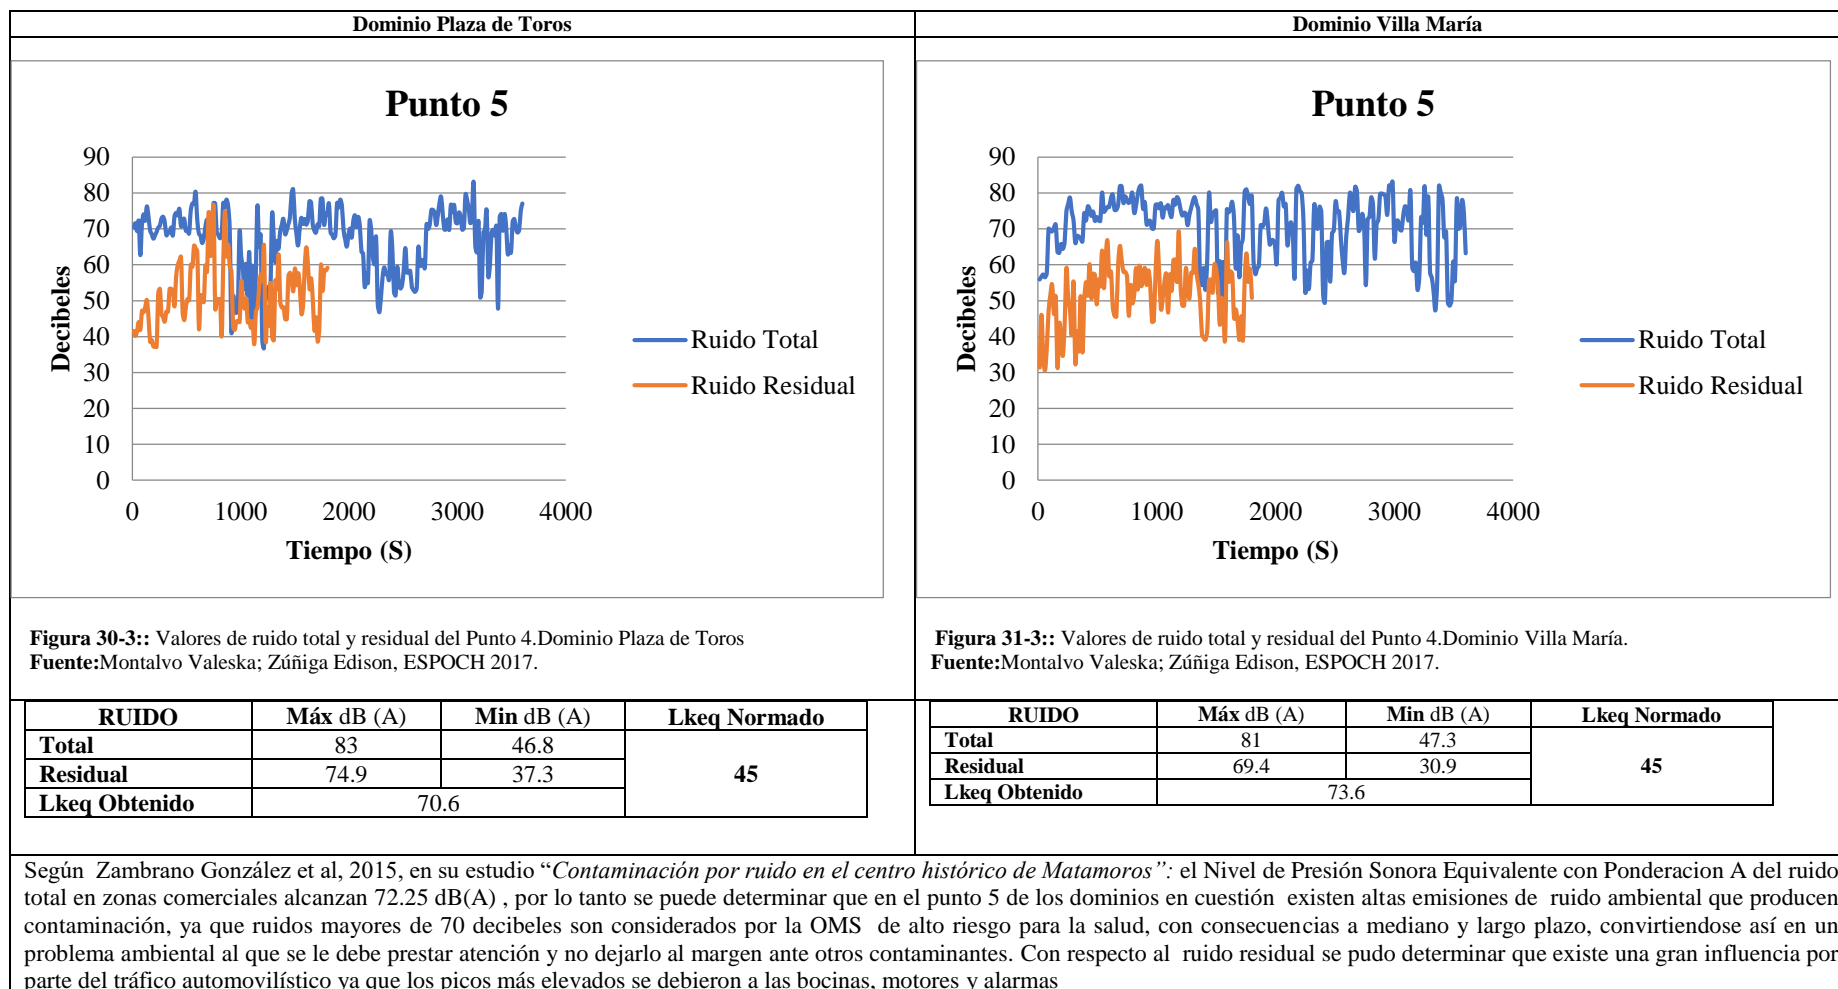 Dominio Plaza de Toros
Punto 5
90
80
70
60
50
40
30
20
10
0
Decibeles
0 1000 2000 3000 4000
Tiempo (S)
Ruido Total
Ruido Residual
Figura 30-3:: Valores de ruido total y residual del Punto 4.Dominio Plaza de Toros
Fuente:Montalvo Valeska; Zúñiga Edison, ESPOCH 2017.
RUIDO Máx dB (A) Min dB (A) Lkeq Normado
Total 83 46.8
Residual 74.9 37.3 45
Lkeq Obtenido 70.6
Dominio Villa María
Punto 5
90
80
70
60
50
40
30
20
10
0
Decibeles
0 1000 2000 3000 4000
Tiempo (S)
Ruido Total
Ruido Residual
Figura 31-3:: Valores de ruido total y residual del Punto 4.Dominio Villa María.
Fuente:Montalvo Valeska; Zúñiga Edison, ESPOCH 2017.
RUIDO Máx dB (A) Min dB (A) Lkeq Normado
Total 81 47.3
Residual 69.4 30.9 45
Lkeq Obtenido 73.6
Según Zambrano González et al, 2015, en su estudio “Contaminación por ruido en el centro histórico de Matamoros”: el Nivel de Presión Sonora Equivalente con Ponderacion A del ruido
total en zonas comerciales alcanzan 72.25 dB(A) , por lo tanto se puede determinar que en el punto 5 de los dominios en cuestión existen altas emisiones de ruido ambiental que producen
contaminación, ya que ruidos mayores de 70 decibeles son considerados por la OMS de alto riesgo para la salud, con consecuencias a mediano y largo plazo, convirtiendose así en un
problema ambiental al que se le debe prestar atención y no dejarlo al margen ante otros contaminantes. Con respecto al ruido residual se pudo determinar que existe una gran influencia por
parte del tráfico automovilístico ya que los picos más elevados se debieron a las bocinas, motores y alarmas